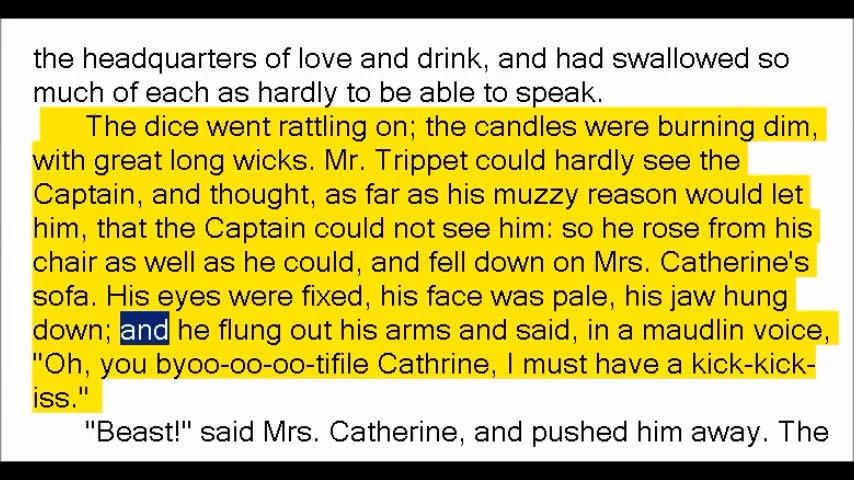 the headquarters of love and drink, and had swallowed so
much of each as hardly to be able to speak.
The dice went rattling on; the candles were burning dim,
with great long wicks. Mr. Trippet could hardly see the
Captain, and thought, as far as his muzzy reason would let
him, that the Captain could not see him: so he rose from his
chair as well as he could, and fell down on Mrs. Catherine's
sofa. His eyes were fixed, his face was pale, his jaw hung
down; and he flung out his arms and said, in a maudlin voice,
"Oh, you byoo-oo-oo-tifile Cathrine, I must have a kick-kick-
iss."
"Beast!" said Mrs. Catherine, and pushed him away. The